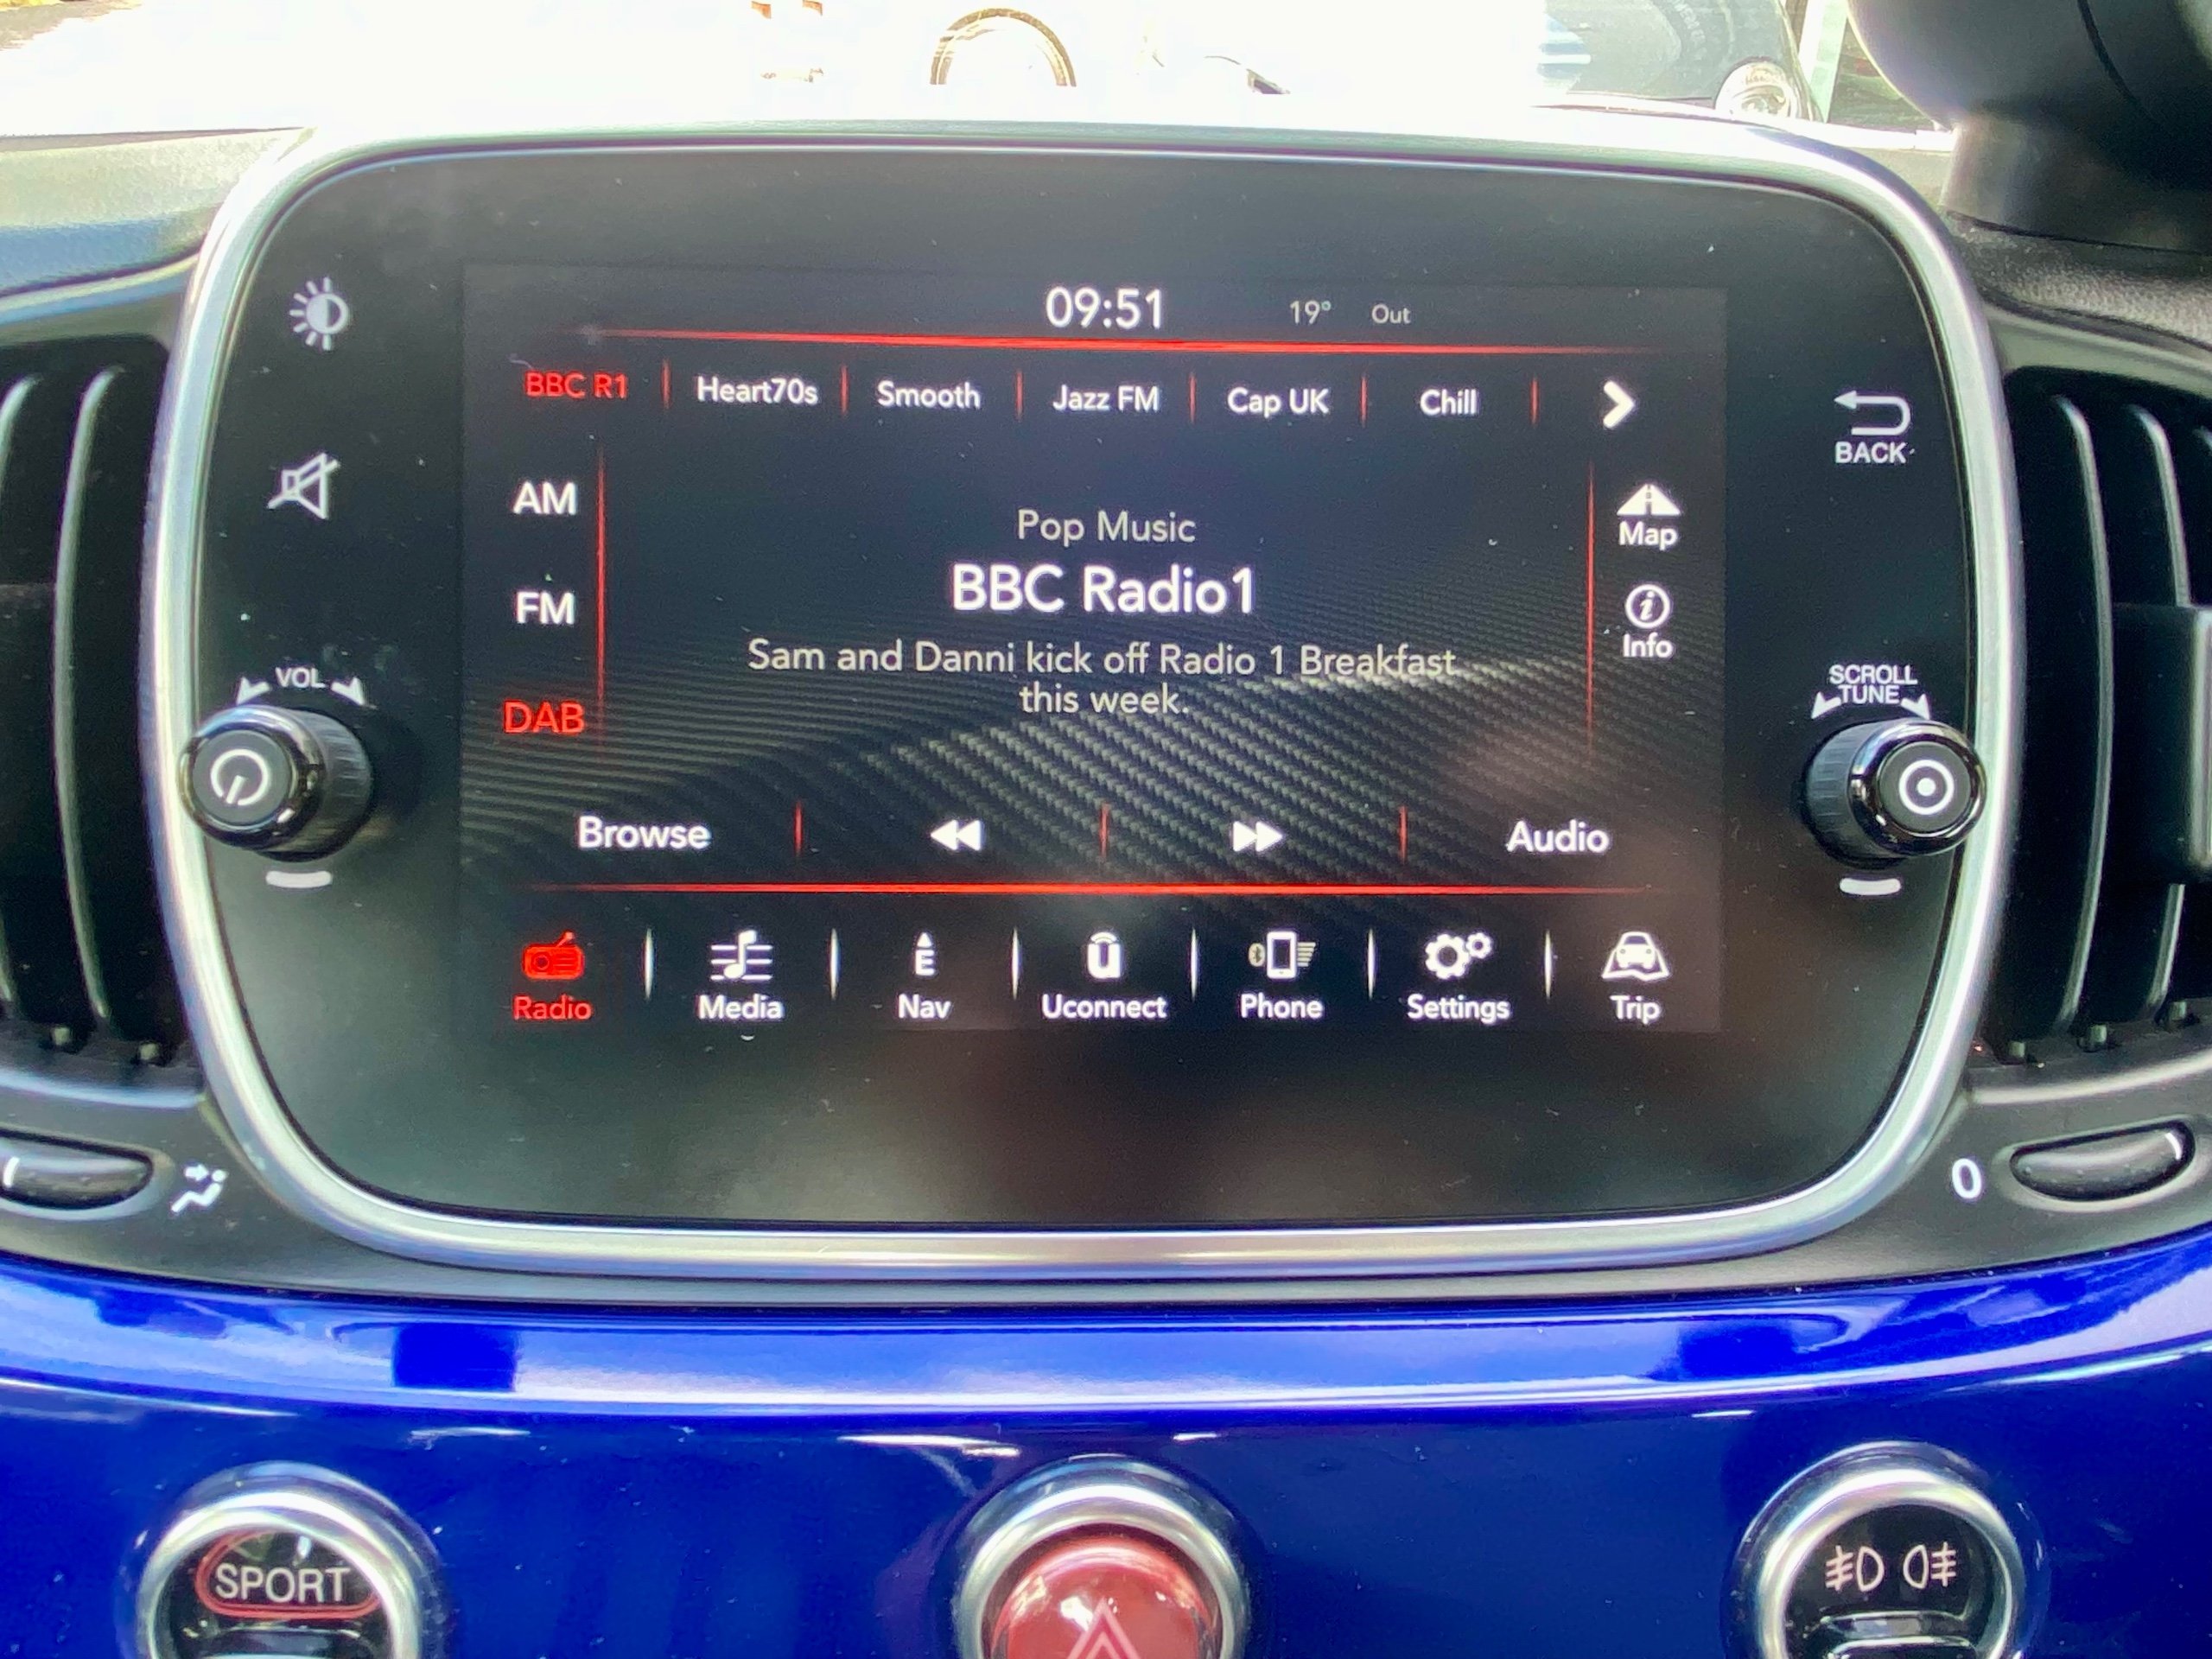 09:51 19° Out
BBC R1 Heart70s Smooth Jazz FM Cap UK Chill
BACK
AM
Pop Music
Map
FM
BBC Radio1
Info
Sam and Danni kick off Radio 1 Breakfast
this week.
VOL
SCROLL
TUNE
DAB
Browse Audio
E U
Radio Media Nav Uconnect Phone Settings Trip
0
SPORT